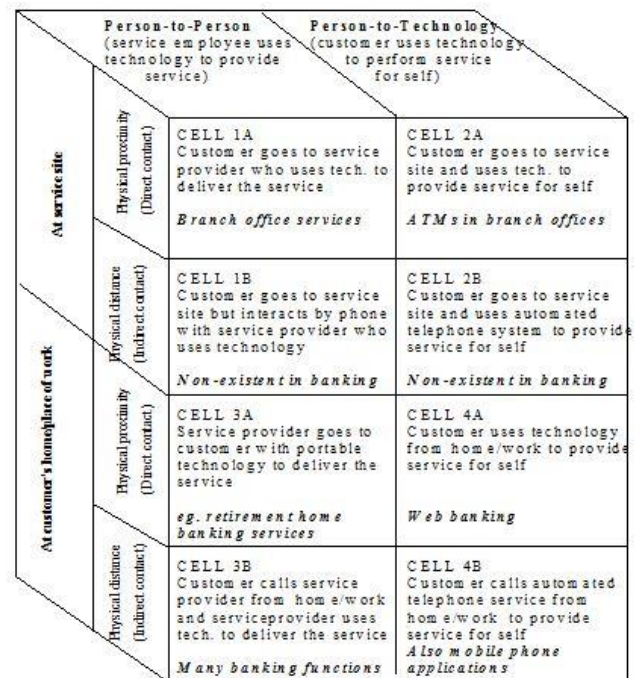 Person-to-Person
(service employee uses
technology to provide
service)
Person-to-Technology
(customer uses technology
to perform service
for self)
At service site
Physical proximity
(Direct contact)
CELL 1A
Customer goes to service
provider who uses tech. to
deliver the service
Branch office services
CELL 2A
Customer goes to service
site and uses tech. to
provide service for self
ATMs in branch offices
Physical distance
(Indirect contact)
CELL 1B
Customer goes to service
site but interacts by phone
with service provider who
uses technology
Non-existent in banking
CELL 2B
Customer goes to service
site and uses automated
telephone system to provide
service for self
Non-existent in banking
At customer's home/place of work
Physical proximity
(Direct contact)
CELL 3A
Service provider goes to
customer with portable
technology to deliver the
service
eg. retirement home
banking services
CELL 4A
Customer uses technology
from home/work to provide
service for self
Web banking
Physical distance
(Indirect contact)
CELL 3B
Customer calls service
provider from home/work
and serviceprovider uses
tech. to deliver the service
Many banking functions
CELL 4B
Customer calls automated
telephone service from
home/work to provide
service for self
Also mobile phone
applications